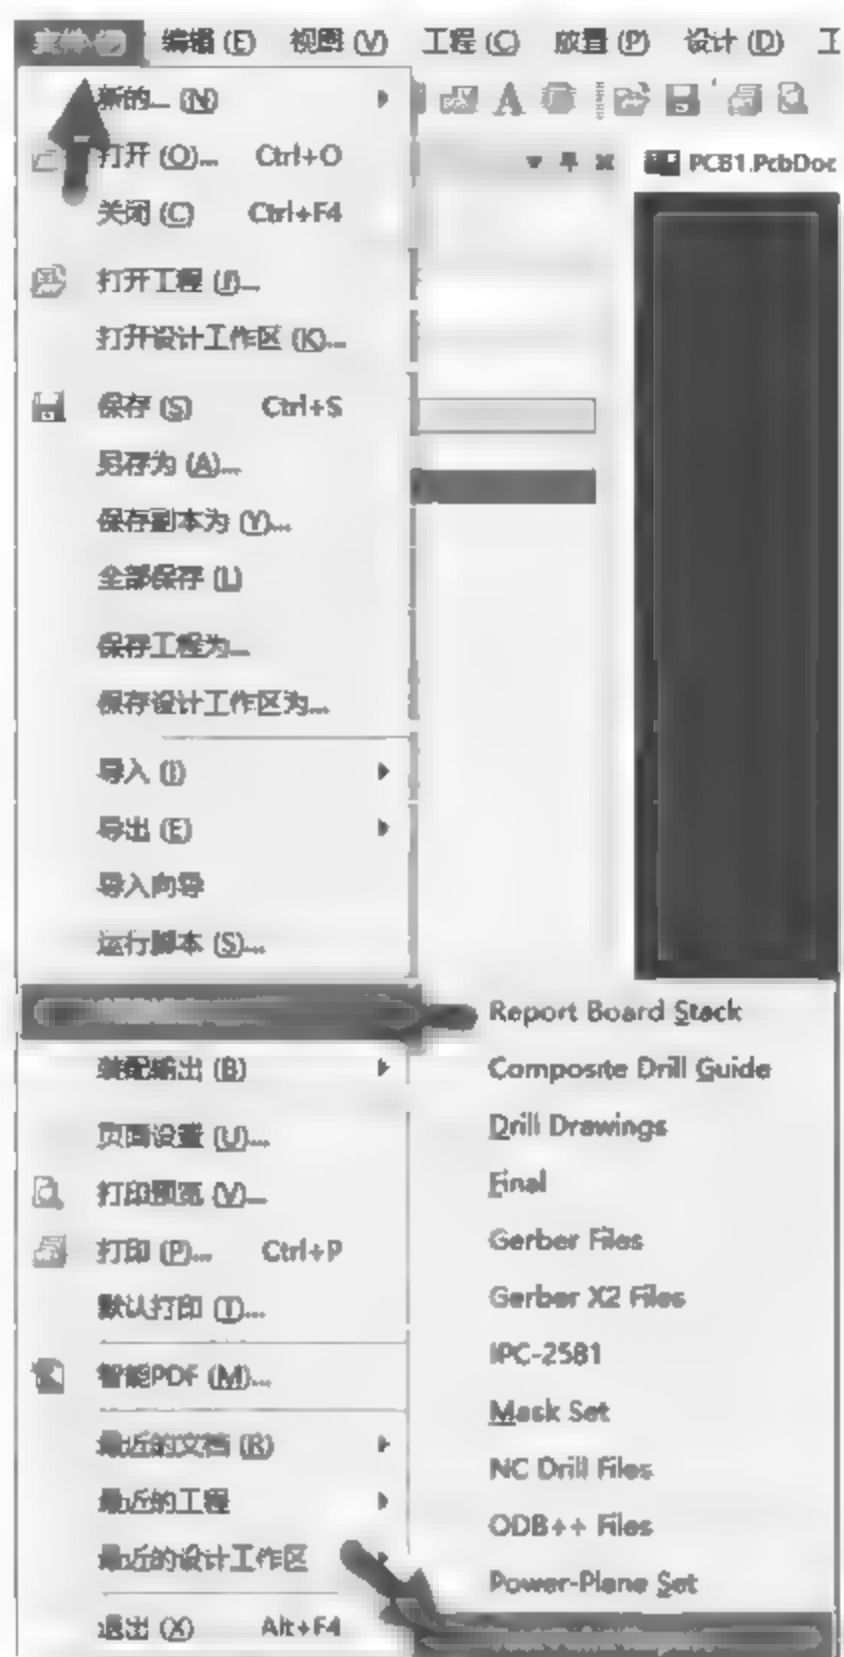 文件 编辑 (E) 视图 (V) 工程 (C) 放置 (P) 设计 (D) 工
新的... (N)
打开 (O)... Ctrl+O
PCB1.PcbDoc
关闭 (C) Ctrl+F4
打开工程 (J)...
打开设计工作区 (K)...
保存 (S) Ctrl+S
另存为 (A)...
保存副本为 (Y)...
全部保存 (L)
保存工程为...
保存设计工作区为...
导入 (I)
导出 (E)
导入向导
运行脚本 (S)...
Report Board Stack
装配输出 (B)
Composite Drill Guide
页面设置 (U)...
Drill Drawings
打印预览 (V)...
Final
打印 (P)... Ctrl+P
Gerber Files
默认打印 (T)...
Gerber X2 Files
智能PDF (M)...
IPC-2581
Mask Set
最近的文档 (R)
NC Drill Files
最近的工程
ODB++ Files
最近的设计工作区
Power-Plane Set
退出 (X) Alt+F4